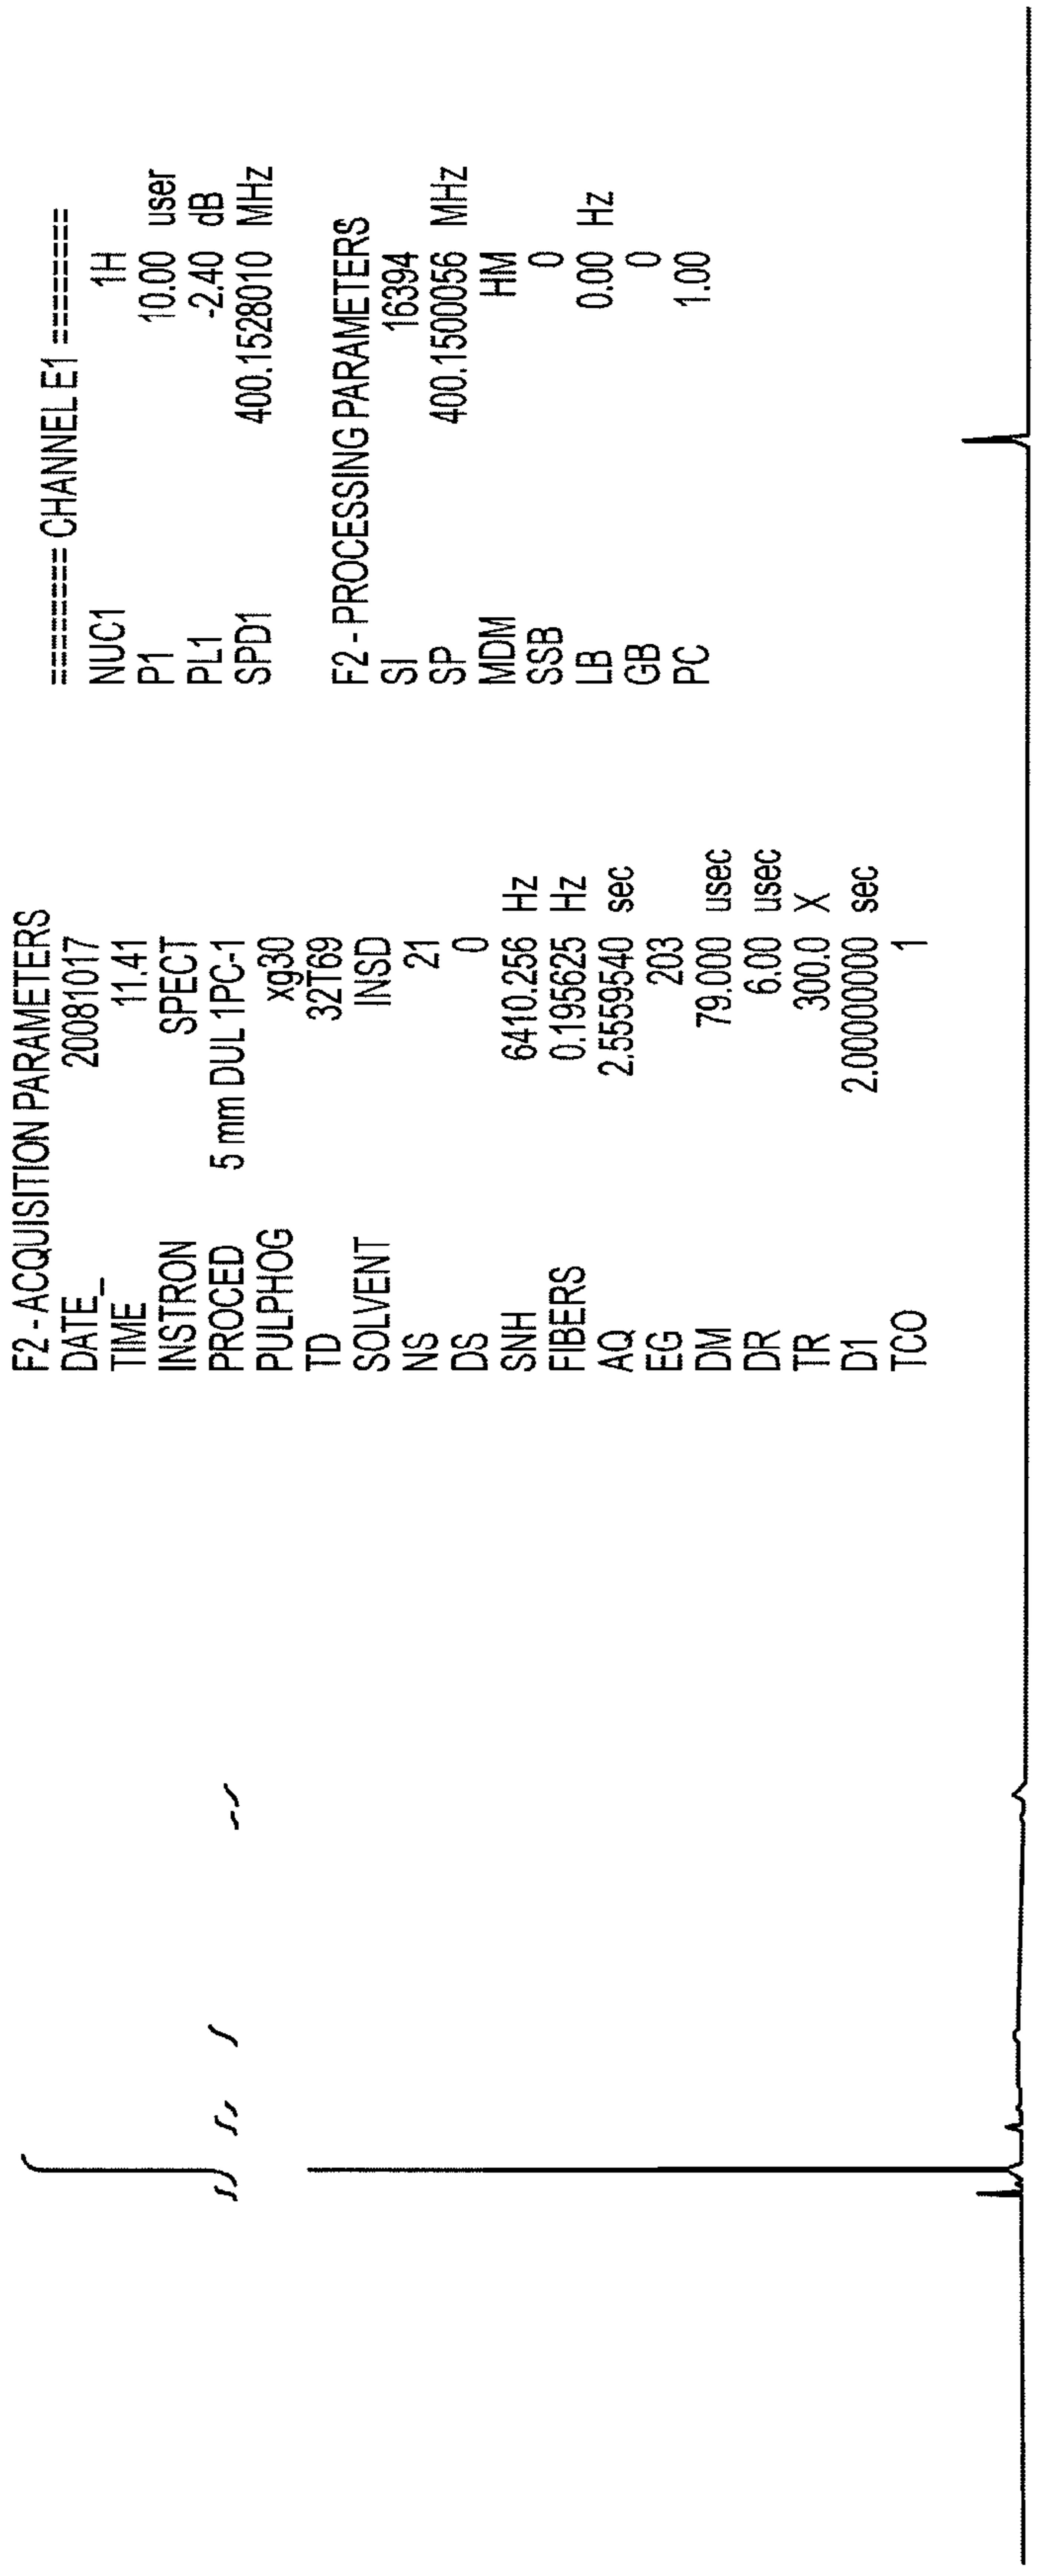 F2 - ACQUISITION PARAMETERS
DATE_ 20081017
TIME 11.41
INSTRON SPECT
PROCED 5 mm DUL 1PC-1
PULPHOG xg30
TD 32T69
SOLVENT INSD
NS 21
DS 0
SNH 6410.256 Hz
FIBERS 0.195625 Hz
AQ 2.5559540 sec
EG 203
DM 79.000 usec
DR 6.00 usec
TR 300.0 X
D1 2.00000000 sec
TCO 1
======== CHANNEL E1 ========
NUC1 1H
P1 10.00 user
PL1 -2.40 dB
SPD1 400.1528010 MHz
F2 - PROCESSING PARAMETERS
SI 16394
SP 400.1500056 MHz
MDM HM
SSB 0
LB 0.00 Hz
GB 0
PC 1.00